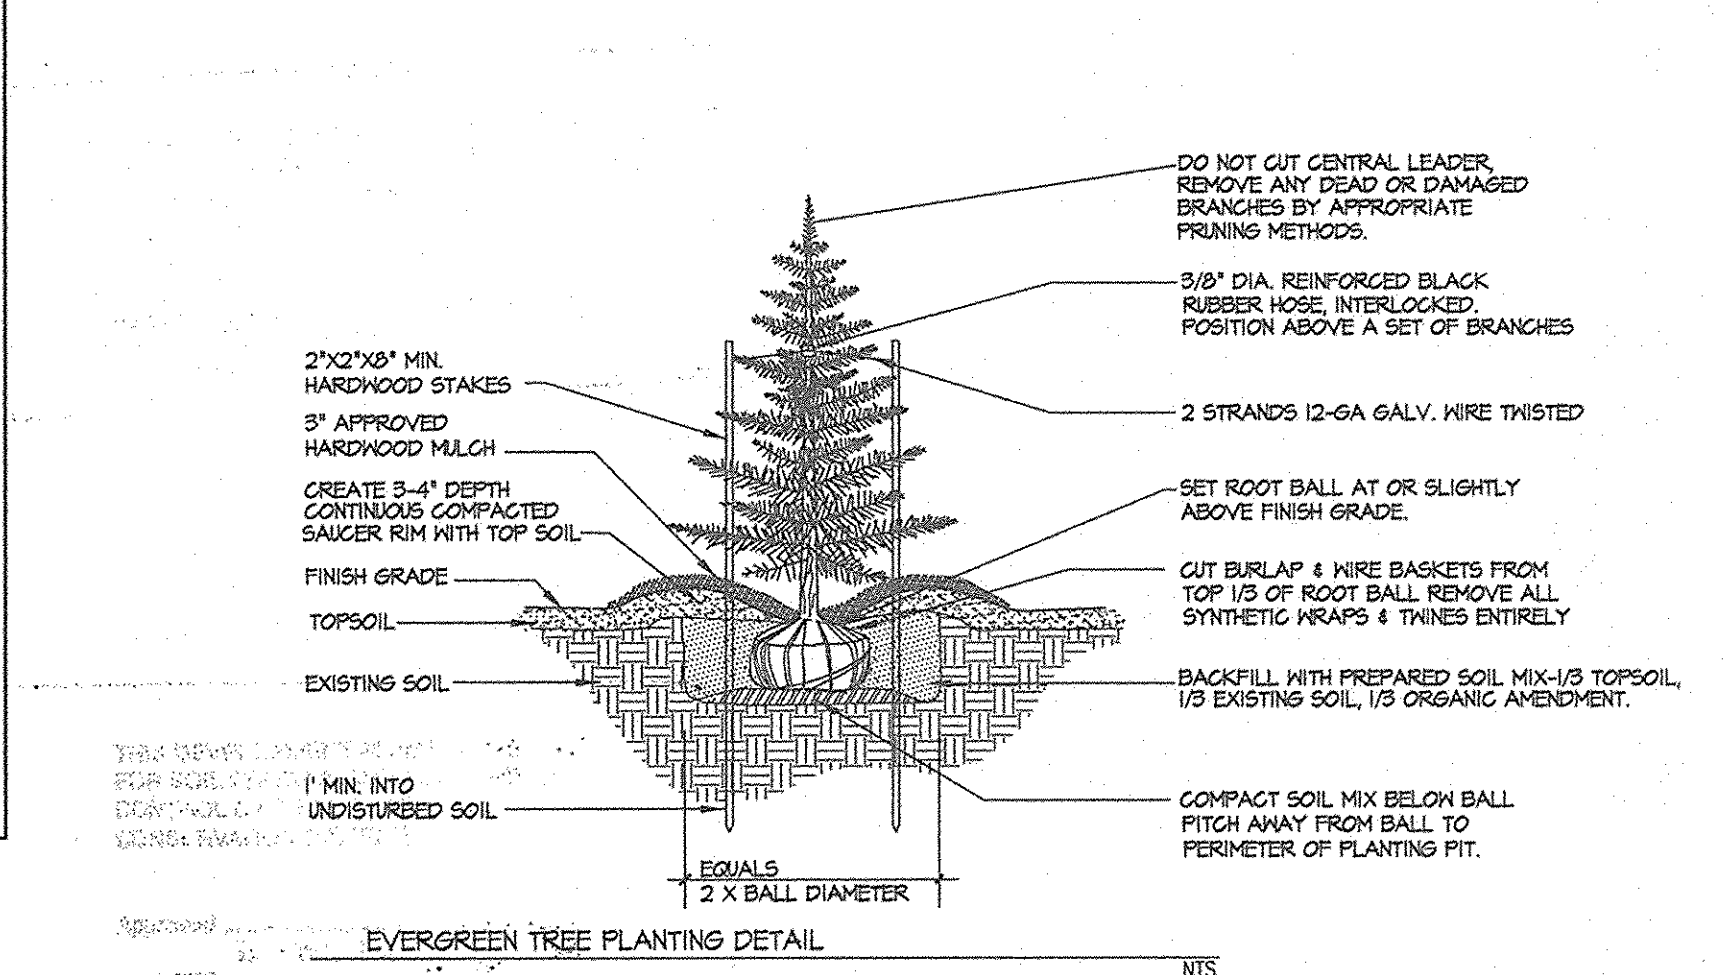 DO NOT CUT CENTRAL LEADER,
REMOVE ANY DEAD OR DAMAGED
BRANCHES BY APPROPRIATE
PRUNING METHODS.
3/8" DIA. REINFORCED BLACK
RUBBER HOSE, INTERLOCKED.
POSITION ABOVE A SET OF BRANCHES
2"X2"X8" MIN.
HARDWOOD STAKES
2 STRANDS 12-GA GALV. WIRE TWISTED
3" APPROVED
HARDWOOD MULCH
CREATE 3-4" DEPTH
CONTINUOUS COMPACTED
SAUCER RIM WITH TOP SOIL
SET ROOT BALL AT OR SLIGHTLY
ABOVE FINISH GRADE.
FINISH GRADE
CUT BURLAP & WIRE BASKETS FROM
TOP 1/3 OF ROOT BALL REMOVE ALL
SYNTHETIC WRAPS & TWINES ENTIRELY
TOPSOIL
EXISTING SOIL
BACKFILL WITH PREPARED SOIL MIX-1/3 TOPSOIL,
1/3 EXISTING SOIL, 1/3 ORGANIC AMENDMENT.
1' MIN. INTO
UNDISTURBED SOIL
COMPACT SOIL MIX BELOW BALL
PITCH AWAY FROM BALL TO
PERIMETER OF PLANTING PIT.
EQUALS
2 X BALL DIAMETER
Approved
EVERGREEN TREE PLANTING DETAIL
NTS